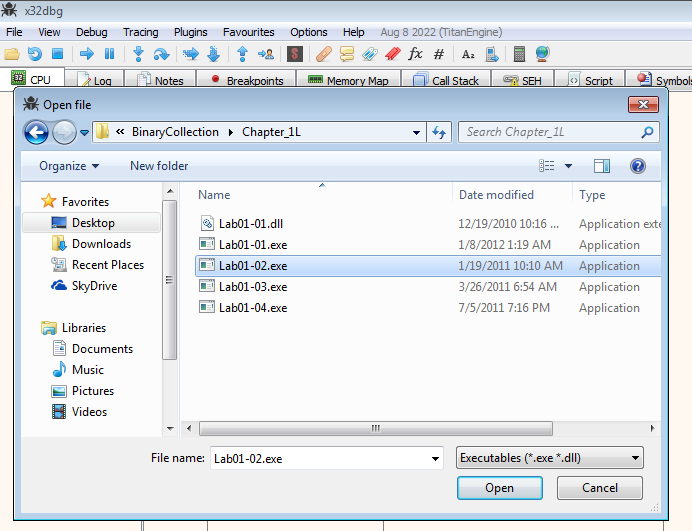 x32dbg
File View Debug Tracing Plugins Favourites Options Help Aug 8 2022 (TitanEngine)
CPU Log Notes Breakpoints Memory Map Call Stack SEH Script Symbols
Open file
« BinaryCollection Chapter_1L Search Chapter_1L
Organize New folder
Name Date modified Type
Favorites
Desktop
Downloads
Recent Places
SkyDrive
Libraries
Documents
Music
Pictures
Videos
Lab01-01.dll 12/19/2010 10:16 ... Application exte
Lab01-01.exe 1/8/2012 1:19 AM Application
Lab01-02.exe 1/19/2011 10:10 AM Application
Lab01-03.exe 3/26/2011 6:54 AM Application
Lab01-04.exe 7/5/2011 7:16 PM Application
File name: Lab01-02.exe Executables (*.exe *.dll)
Open Cancel